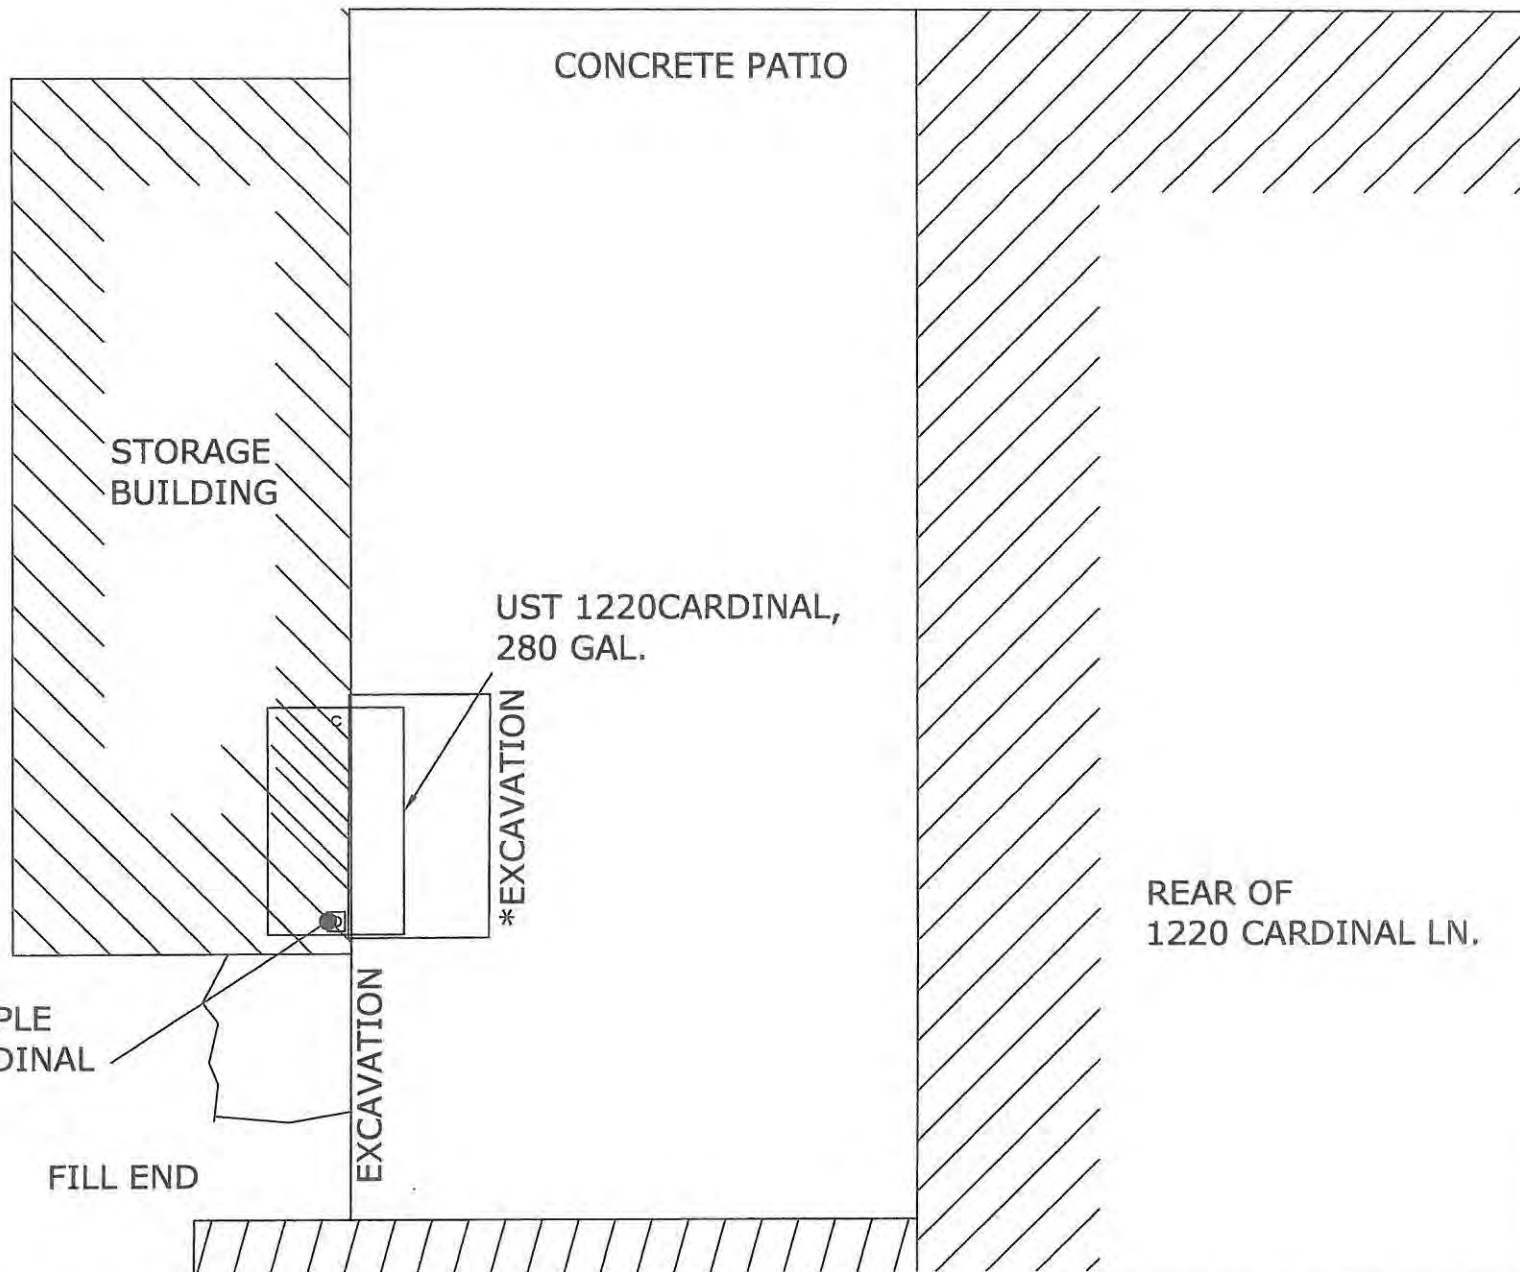 CONCRETE PATIO
STORAGE
BUILDING
UST 1220CARDINAL,
280 GAL.
*EXCAVATION
REAR OF
1220 CARDINAL LN.
PLE
DINAL
EXCAVATION
FILL END